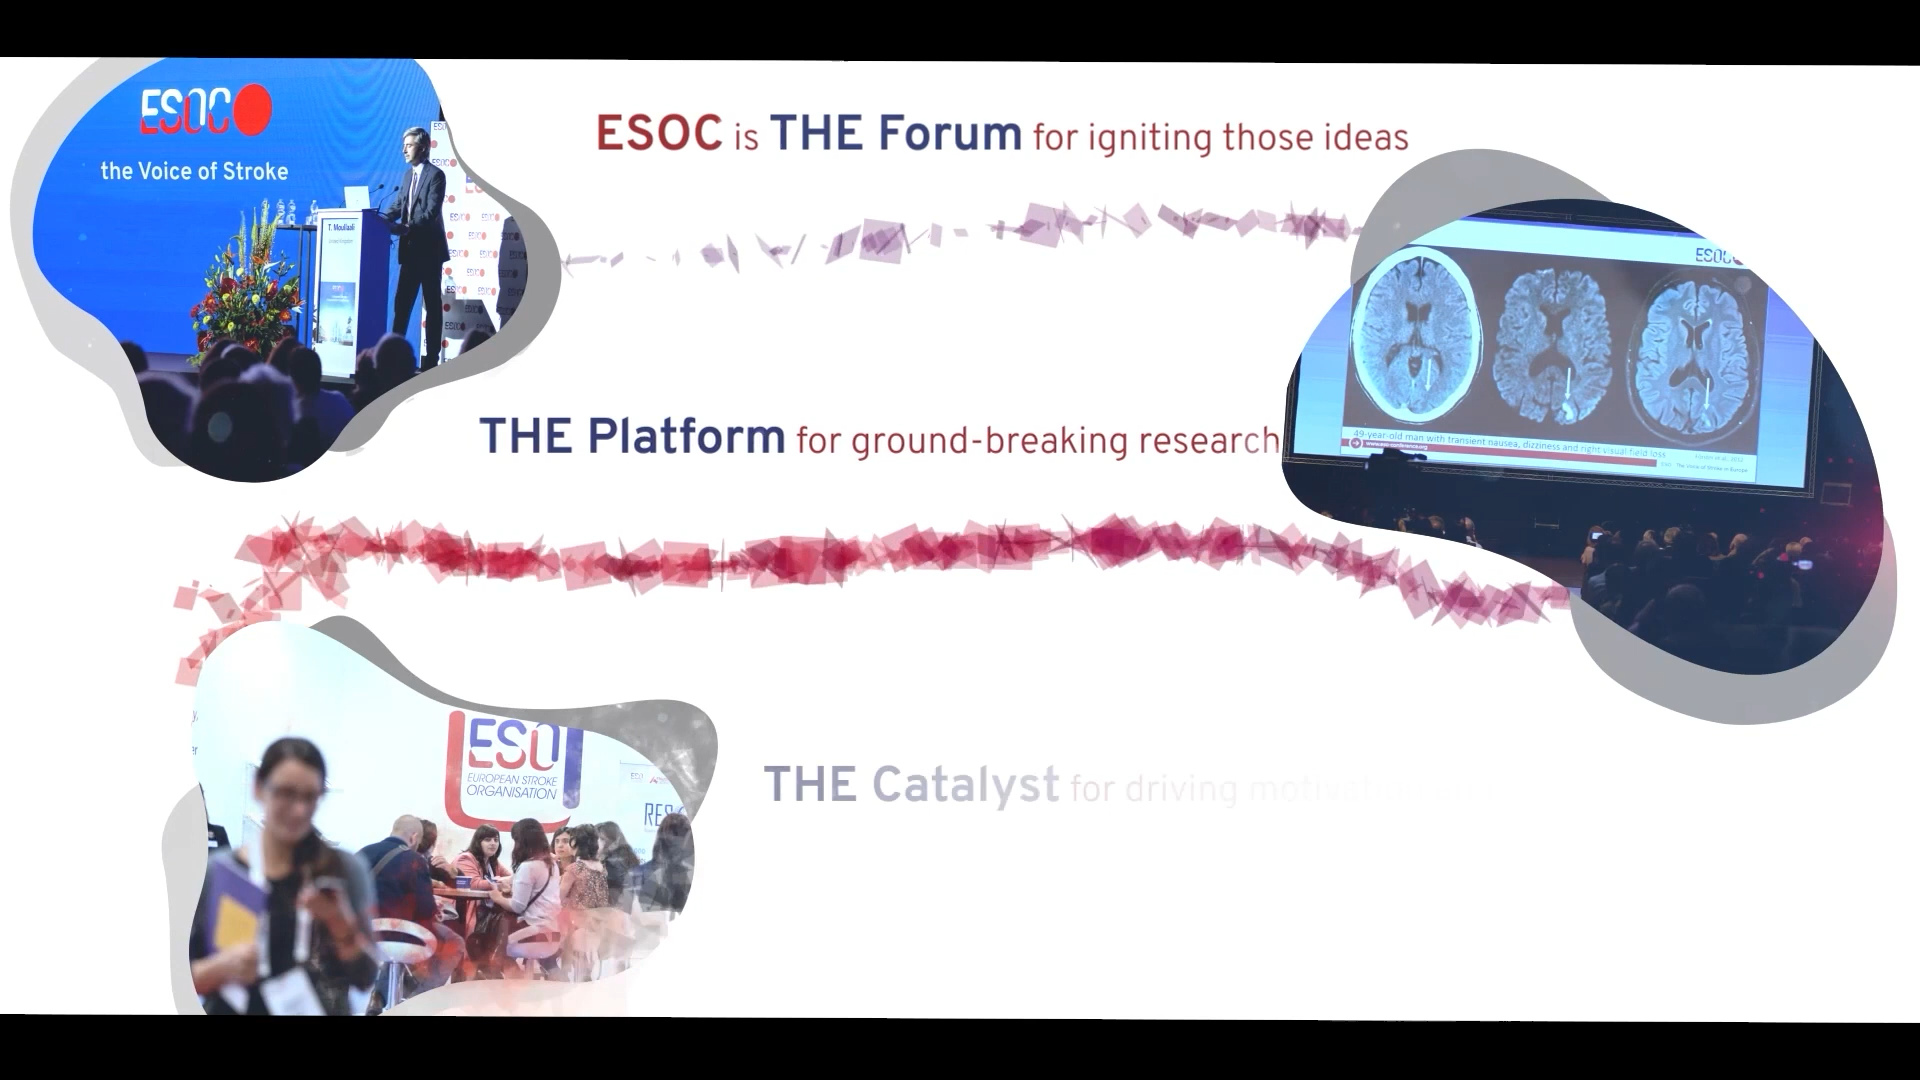 ESOC
the Voice of Stroke
T. Moullaali
ESOC is THE Forum for igniting those ideas
ESOC
49-year-old man with transient nausea, dizziness and right visual field loss
THE Platform for ground-breaking research
ESO
EUROPEAN STROKE
ORGANISATION
THE Catalyst for driving